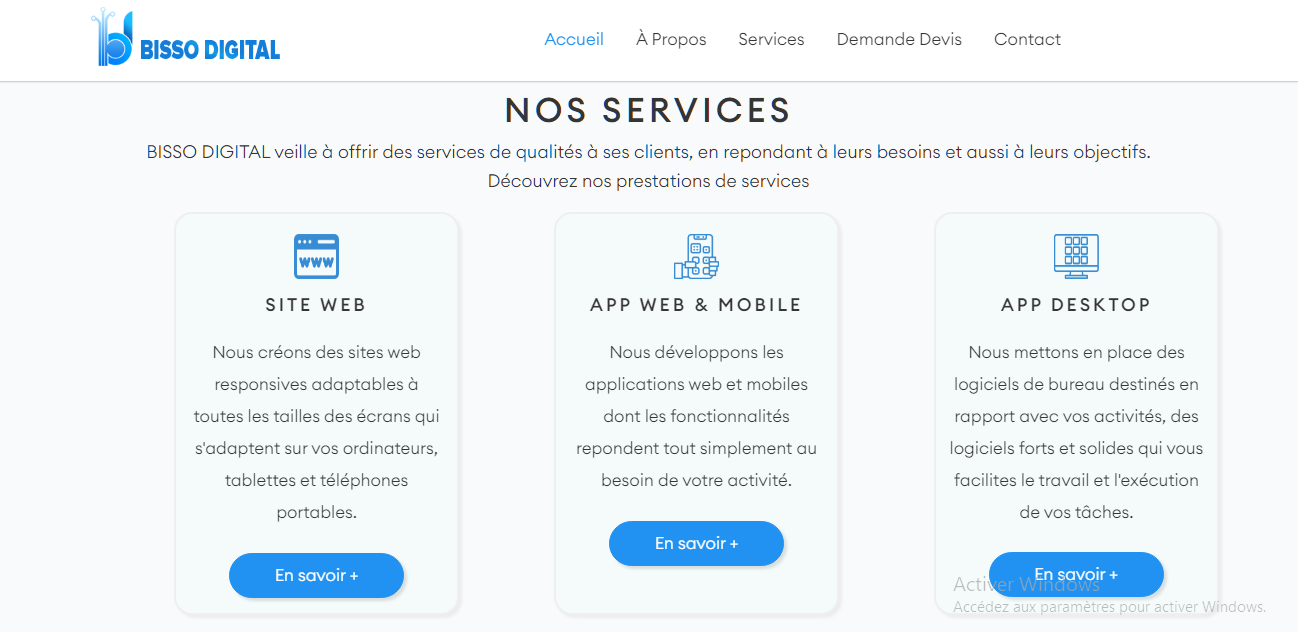 BISSO DIGITAL
Accueil À Propos Services Demande Devis Contact
NOS SERVICES
BISSO DIGITAL veille à offrir des services de qualités à ses clients, en repondant à leurs besoins et aussi à leurs objectifs.
Découvrez nos prestations de services
WWW
SITE WEB
Nous créons des sites web
responsives adaptables à
toutes les tailles des écrans qui
s'adaptent sur vos ordinateurs,
tablettes et téléphones
portables.
En savoir +
APP WEB & MOBILE
Nous développons les
applications web et mobiles
dont les fonctionnalités
repondent tout simplement au
besoin de votre activité.
En savoir +
APP DESKTOP
Nous mettons en place des
logiciels de bureau destinés en
rapport avec vos activités, des
logiciels forts et solides qui vous
facilites le travail et l'exécution
de vos tâches.
En savoir +
Activer Windows
Accédez aux paramètres pour activer Windows.